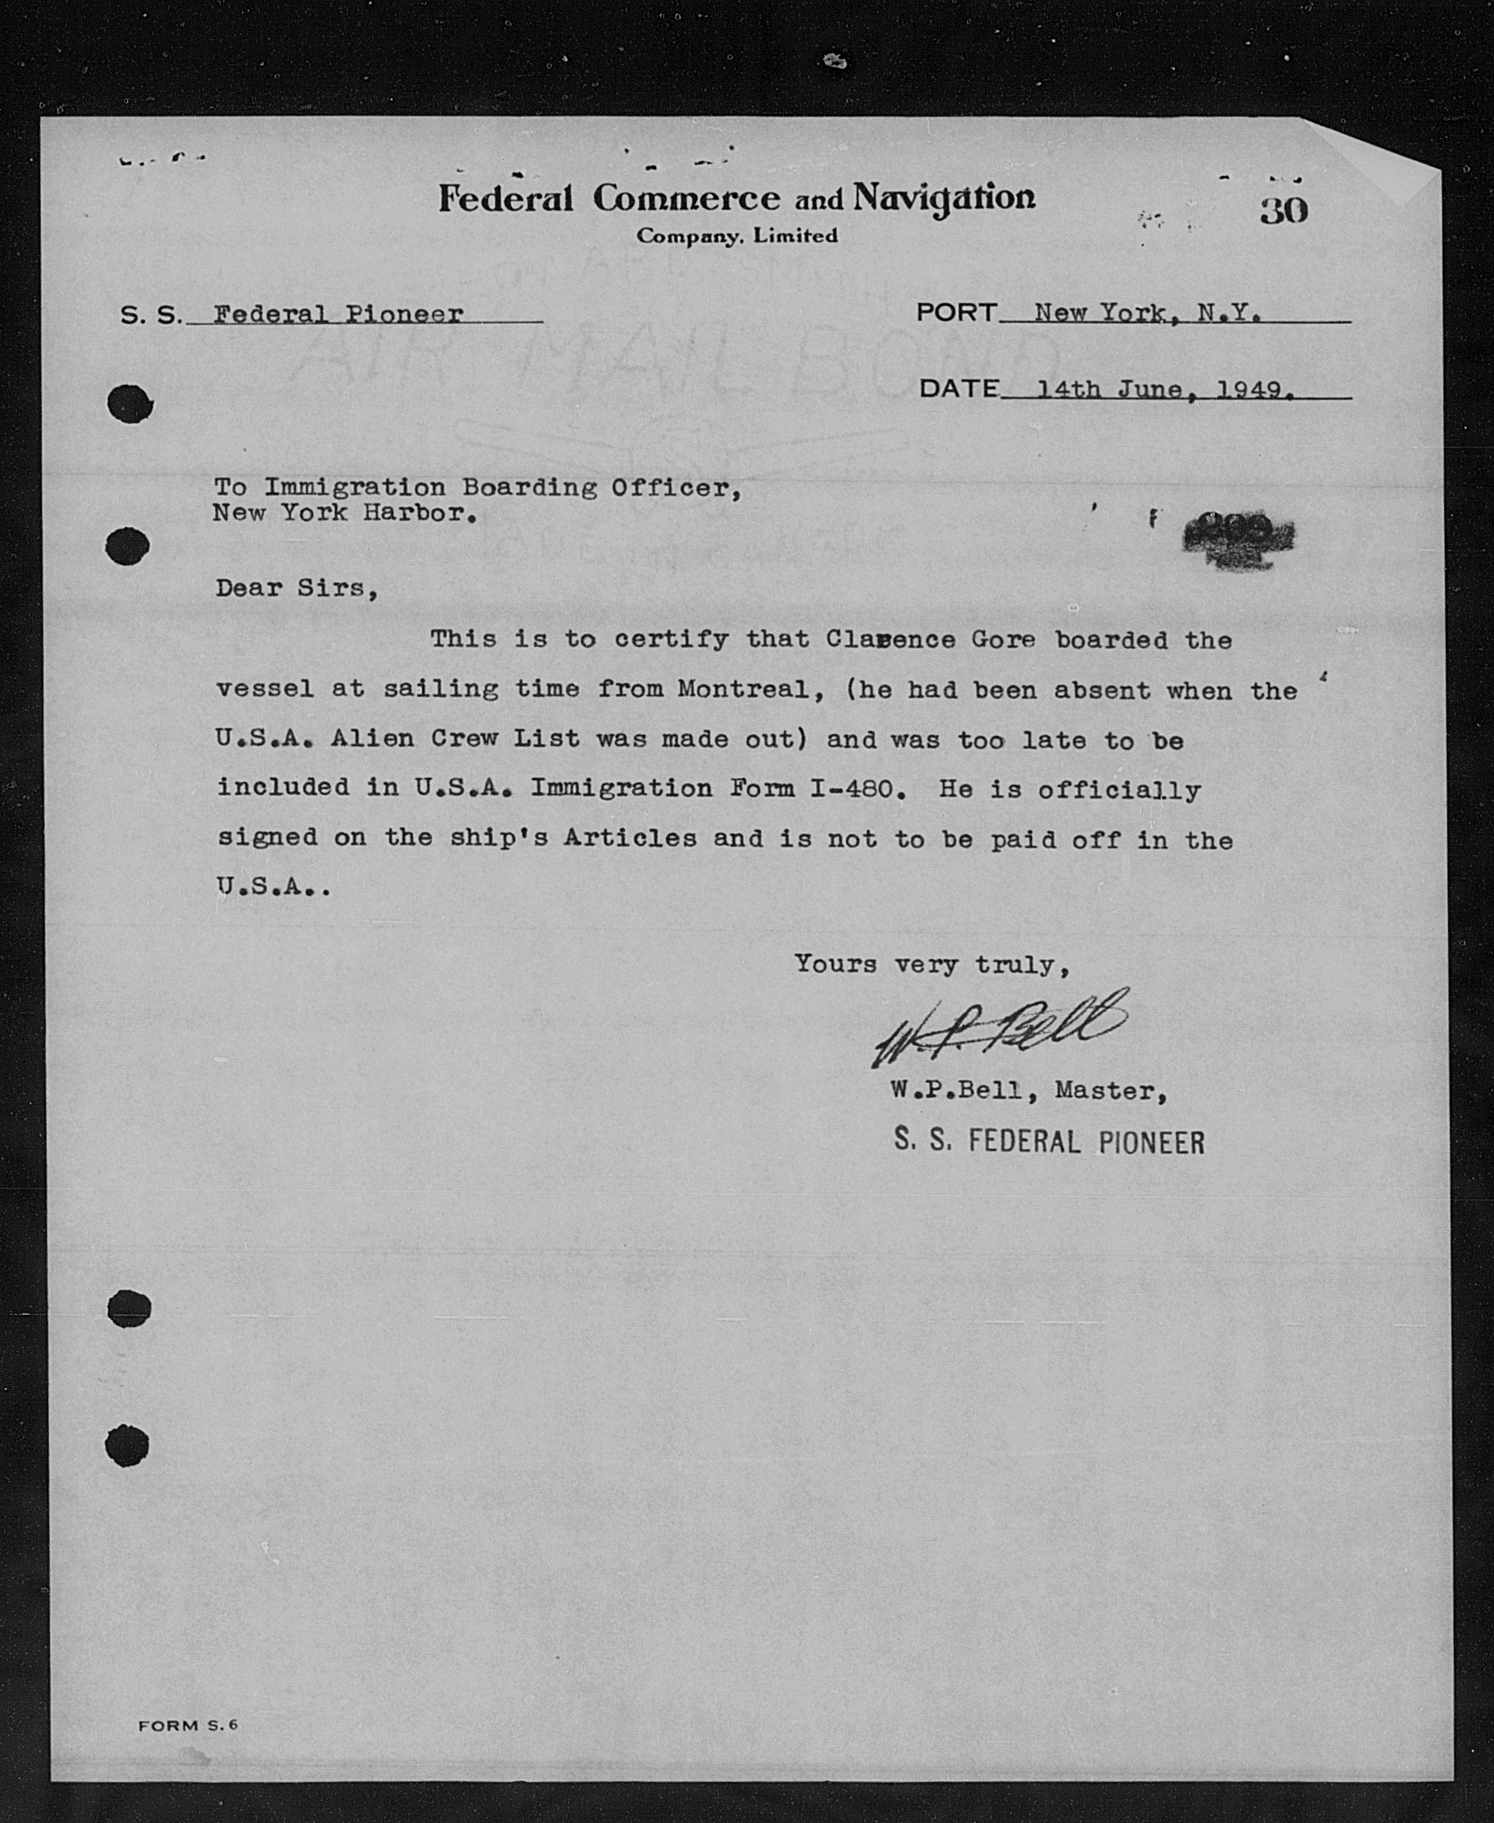 Federal Commerce and Navigation
Company, Limited
30
S. S. Federal Pioneer
PORT New York, N.Y.
DATE 14th June, 1949.
To Immigration Boarding Officer,
New York Harbor.
Dear Sirs,
This is to certify that Clarence Gore boarded the
vessel at sailing time from Montreal, (he had been absent when the
U.S.A. Alien Crew List was made out) and was too late to be
included in U.S.A. Immigration Form I-480. He is officially
signed on the ship's Articles and is not to be paid off in the
U.S.A..
Yours very truly,
W. P. Bell
W.P.Bell, Master,
S. S. FEDERAL PIONEER
FORM S. 6
AIR MAIL BOND